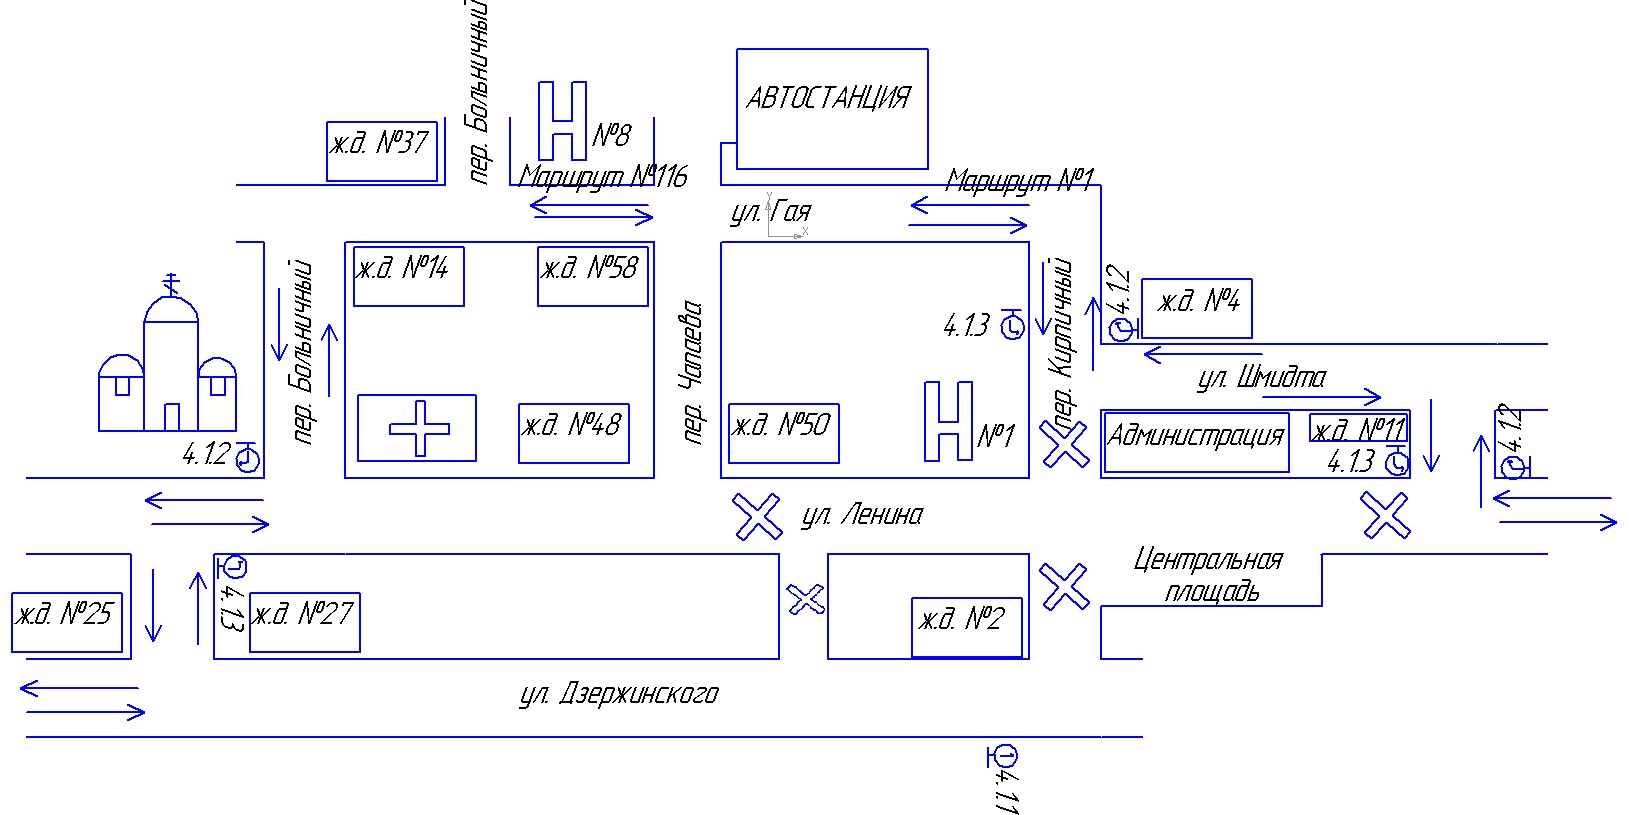 пер. Больничный
АВТОСТАНЦИЯ
№8
ж.д. №37
Маршрут №116
Маршрут №1
ул. Гая
Y
X
ж.д. №14
ж.д. №58
пер. Больничный
пер. Чапаева
пер. Кирпичный
4.1.2
ж.д. №4
4.1.3
ул. Шмидта
ж.д. №48
ж.д. №50
№1
Администрация
ж.д. №11
4.1.2
4.1.2
4.1.3
ул. Ленина
Центральная
площадь
ж.д. №25
4.1.3
ж.д. №27
ж.д. №2
ул. Дзержинского
4.1.1